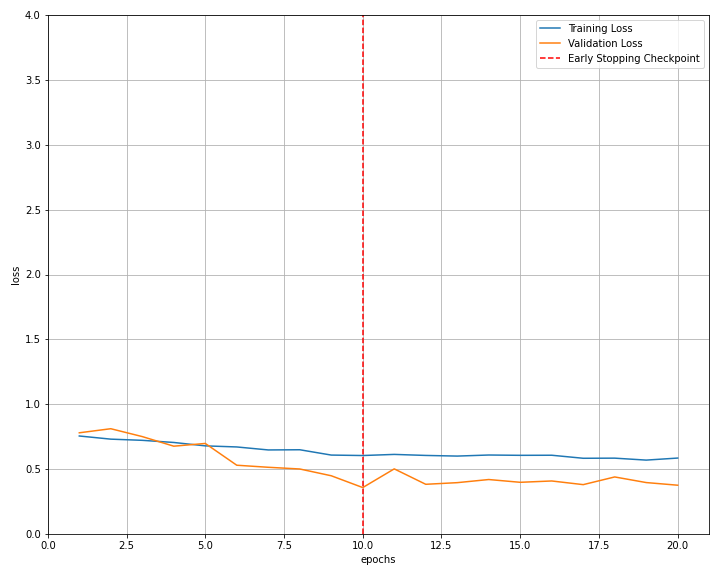 4.0
3.5
3.0
2.5
2.0
1.5
1.0
0.5
0.0
loss
0.0 2.5 5.0 7.5 10.0 12.5 15.0 17.5 20.0
epochs
Training Loss
Validation Loss
Early Stopping Checkpoint